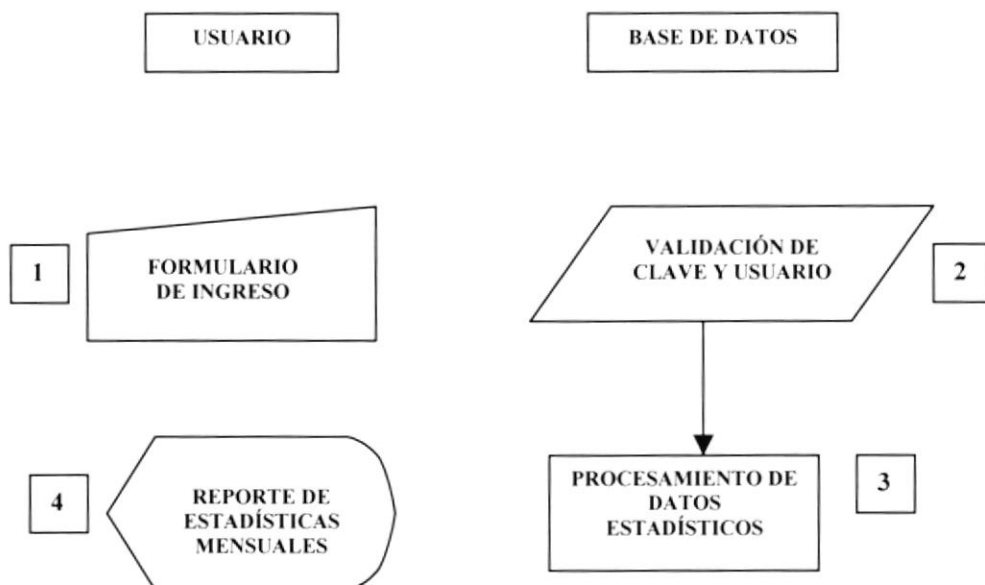 USUARIO
BASE DE DATOS
1
FORMULARIO
DE INGRESO
VALIDACIÓN DE
CLAVE Y USUARIO
2
4
REPORTE DE
ESTADÍSTICAS
MENSUALES
PROCESAMIENTO DE
DATOS
ESTADÍSTICOS
3